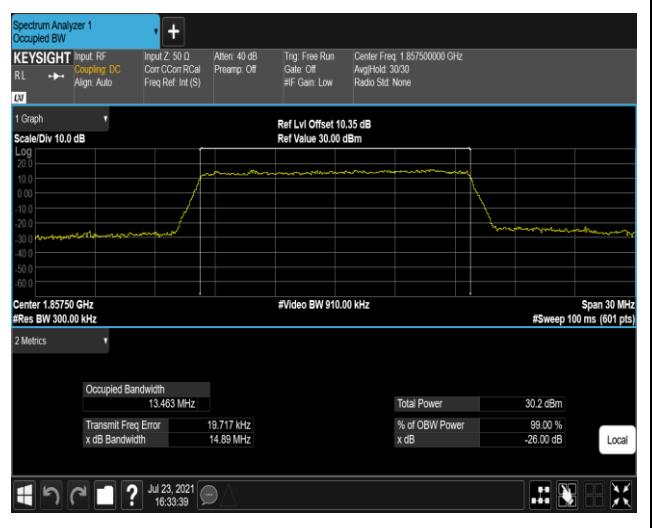 Spectrum Analyzer 1
Occupied BW
+
KEYSIGHT Input: RF Input Z: 50 Ω Atten: 40 dB Trig: Free Run Center Freq: 1.857500000 GHz
RL Coupling: DC Corr CCorr RCal Preamp: Off Gate: Off Avg|Hold: 30/30
Align: Auto Freq Ref: Int (S) #IF Gain: Low Radio Std: None
LXI
1 Graph Ref Lvl Offset 10.35 dB
Scale/Div 10.0 dB Ref Value 30.00 dBm
Log
20.0
10.0
0.00
-10.0
-20.0
-30.0
-40.0
-50.0
-60.0
Center 1.85750 GHz #Video BW 910.00 kHz Span 30 MHz
#Res BW 300.00 kHz #Sweep 100 ms (601 pts)
2 Metrics
Occupied Bandwidth
13.463 MHz Total Power 30.2 dBm
Transmit Freq Error 19.717 kHz % of OBW Power 99.00 %
x dB Bandwidth 14.89 MHz x dB -26.00 dB
Local
? Jul 23, 2021
16:33:39